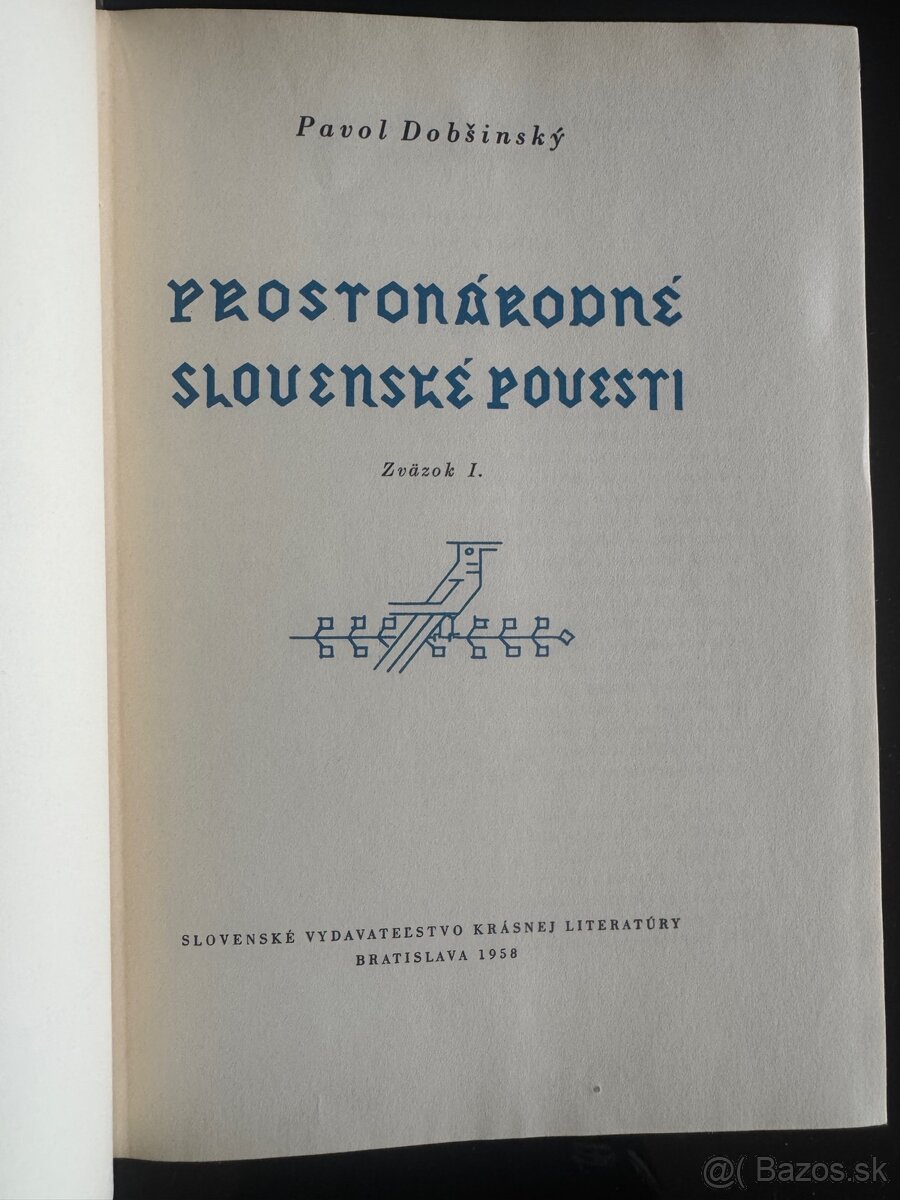 Pavol Dobšinský
PROSTONÁRODNÉ
SLOVENSKÉ POVESTI
Zväzok I.
SLOVENSKÉ VYDAVATEĽSTVO KRÁSNEJ LITERATÚRY
BRATISLAVA 1958
@( Bazos.sk